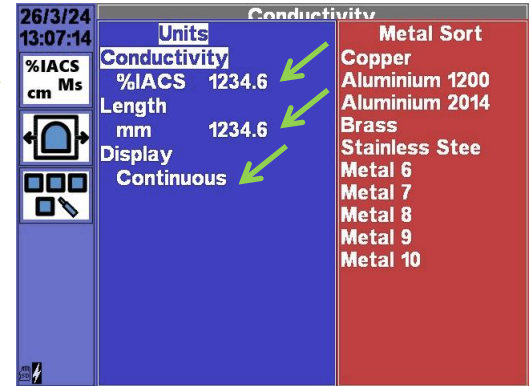 26/3/24
13:07:14
Conductivity
%IACS
cm Ms
Units
Conductivity
%IACS 1234.6
Length
mm 1234.6
Display
Continuous
Metal Sort
Copper
Aluminium 1200
Aluminium 2014
Brass
Stainless Stee
Metal 6
Metal 7
Metal 8
Metal 9
Metal 10